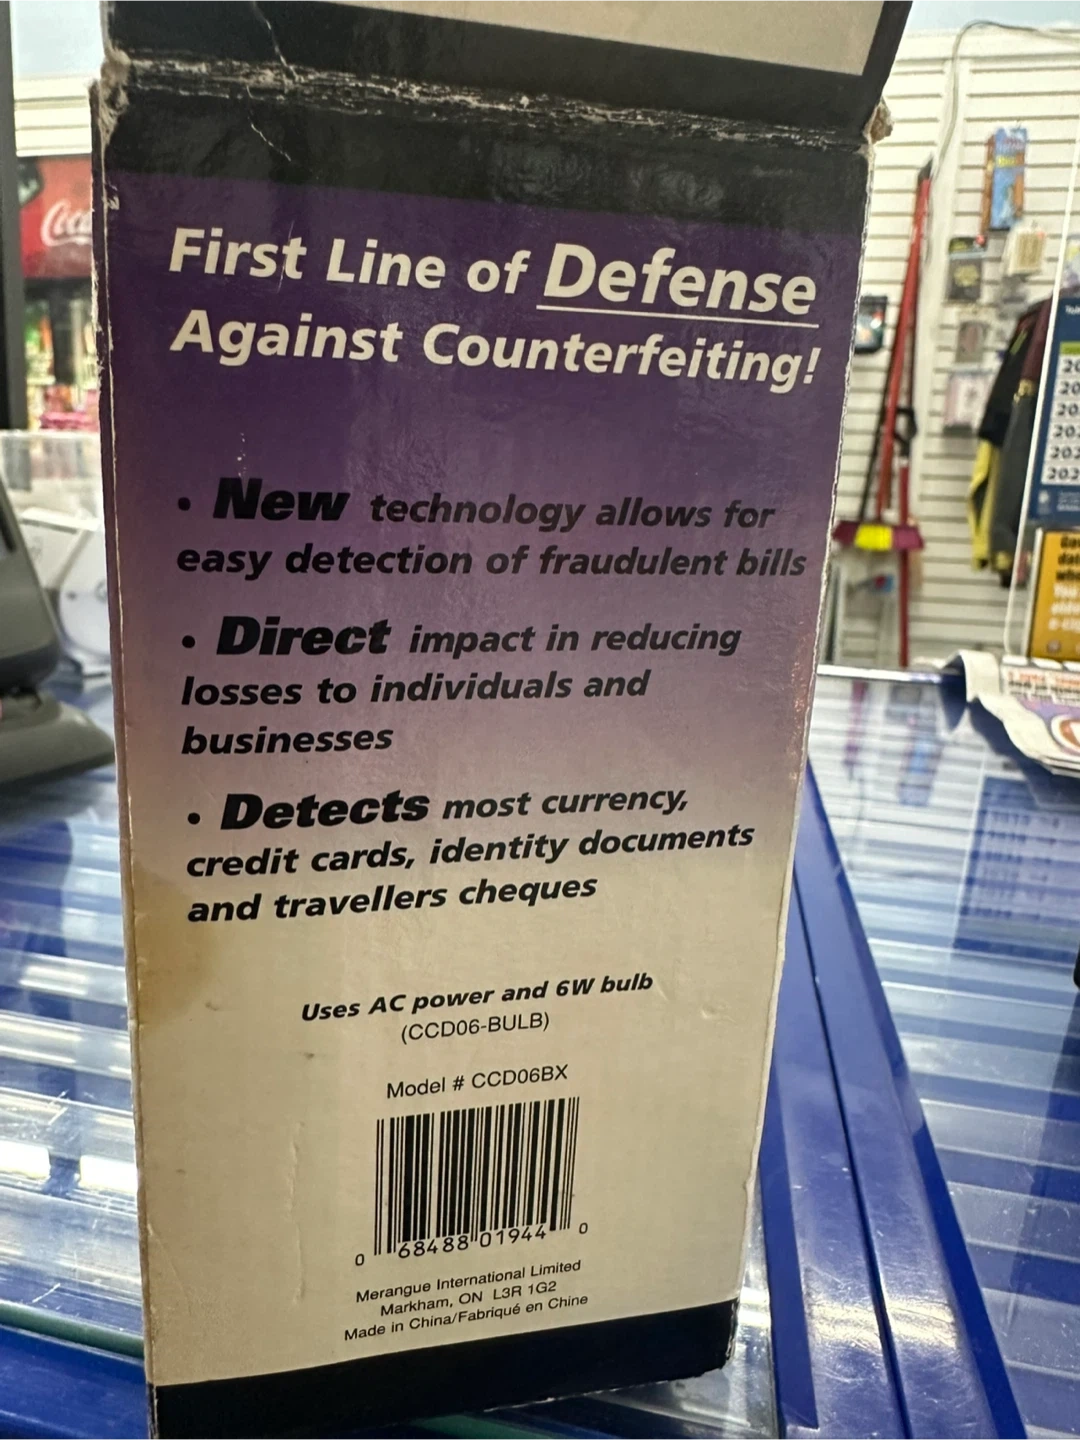 First Line of Defense
Against Counterfeiting!
• New technology allows for
easy detection of fraudulent bills
• Direct impact in reducing
losses to individuals and
businesses
• Detects most currency,
credit cards, identity documents
and travellers cheques
Uses AC power and 6W bulb
(CCD06-BULB)
Model # CCD06BX
0 68488 01944 0
Merangue International Limited
Markham, ON L3R 1G2
Made in China/Fabriqué en Chine